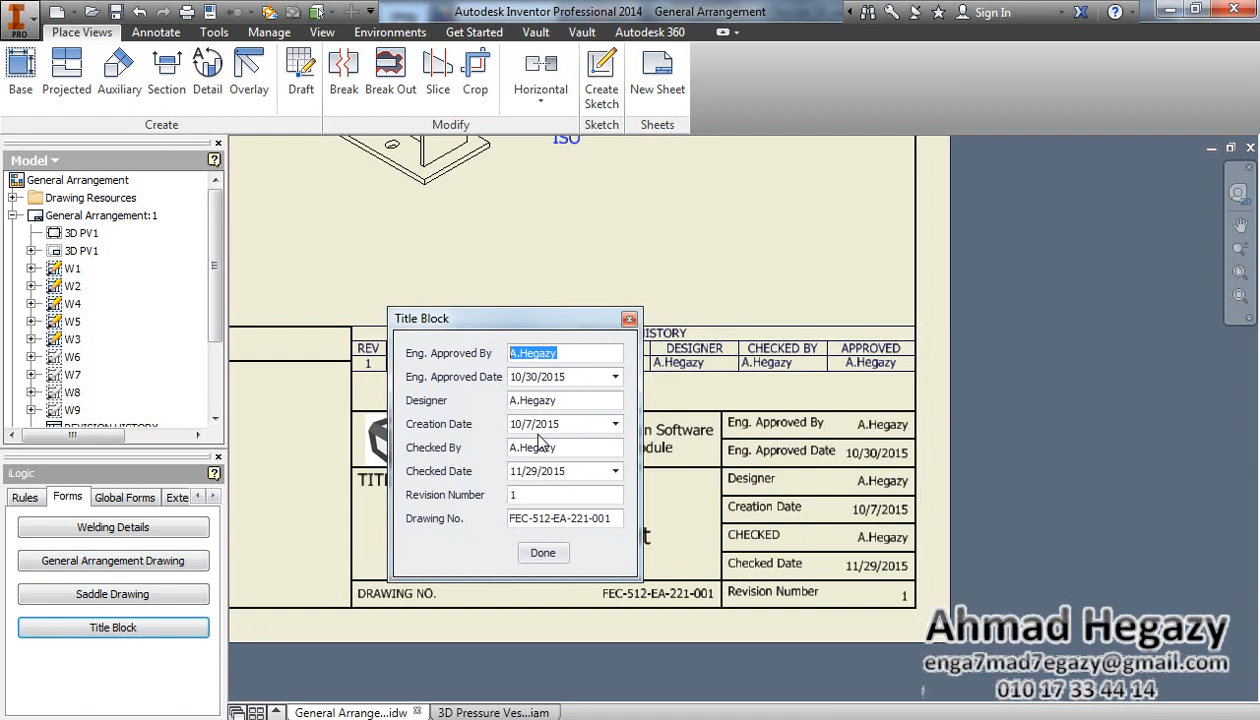 PRO
Autodesk Inventor Professional 2014 General Arrangement
Sign In
Place Views Annotate Tools Manage View Environments Get Started Vault Vault Autodesk 360
Base Projected Auxiliary Section Detail Overlay Draft Break Break Out Slice Crop Horizontal Create Sketch New Sheet
Create Modify Sketch Sheets
Model
General Arrangement
Drawing Resources
General Arrangement:1
3D PV1
3D PV1
W1
W2
W4
W5
W3
W6
W7
W8
W9
REVISION HISTORY
iLogic
Rules Forms Global Forms Exte
Welding Details
General Arrangement Drawing
Saddle Drawing
Title Block
ISO
Title Block
Eng. Approved By A.Hegazy
Eng. Approved Date 10/30/2015
Designer A.Hegazy
Creation Date 10/7/2015
Checked By A.Hegazy
Checked Date 11/29/2015
Revision Number 1
Drawing No. FEC-512-EA-221-001
Done
HISTORY
REV DESIGNER CHECKED BY APPROVED
1 A.Hegazy A.Hegazy A.Hegazy
Software
TITL
Eng. Approved By A.Hegazy
Eng. Approved Date 10/30/2015
Designer A.Hegazy
Creation Date 10/7/2015
CHECKED A.Hegazy
Checked Date 11/29/2015
Revision Number 1
DRAWING NO. FEC-512-EA-221-001
Ahmad Hegazy
enga7mad7egazy@gmail.com
010 17 33 44 14
General Arrange...idw 3D Pressure Ves...iam